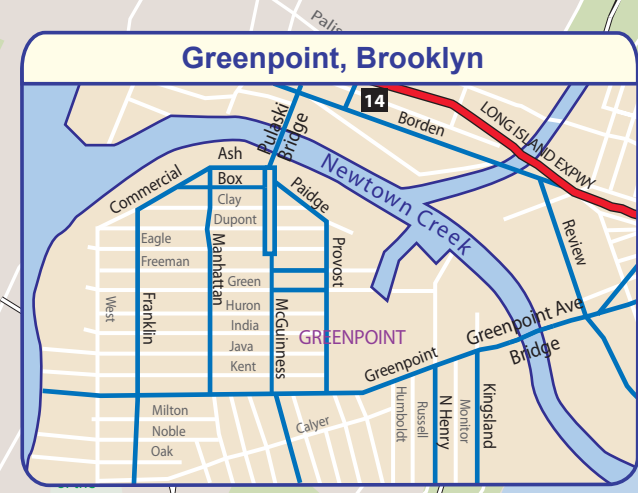 Palis
Greenpoint, Brooklyn
14
Borden
LONG ISLAND EXPWY
Pulaski
Bridge
Newtown Creek
Ash
Box
Commercial
Clay
Paidge
Dupont
Eagle
Freeman
Manhattan
Provost
Review
West
Franklin
Green
Huron
McGuinness
India
GREENPOINT
Java
Kent
Greenpoint
Greenpoint Ave
Bridge
Milton
Noble
Oak
Calyer
Humboldt
Russell
N Henry
Monitor
Kingsland